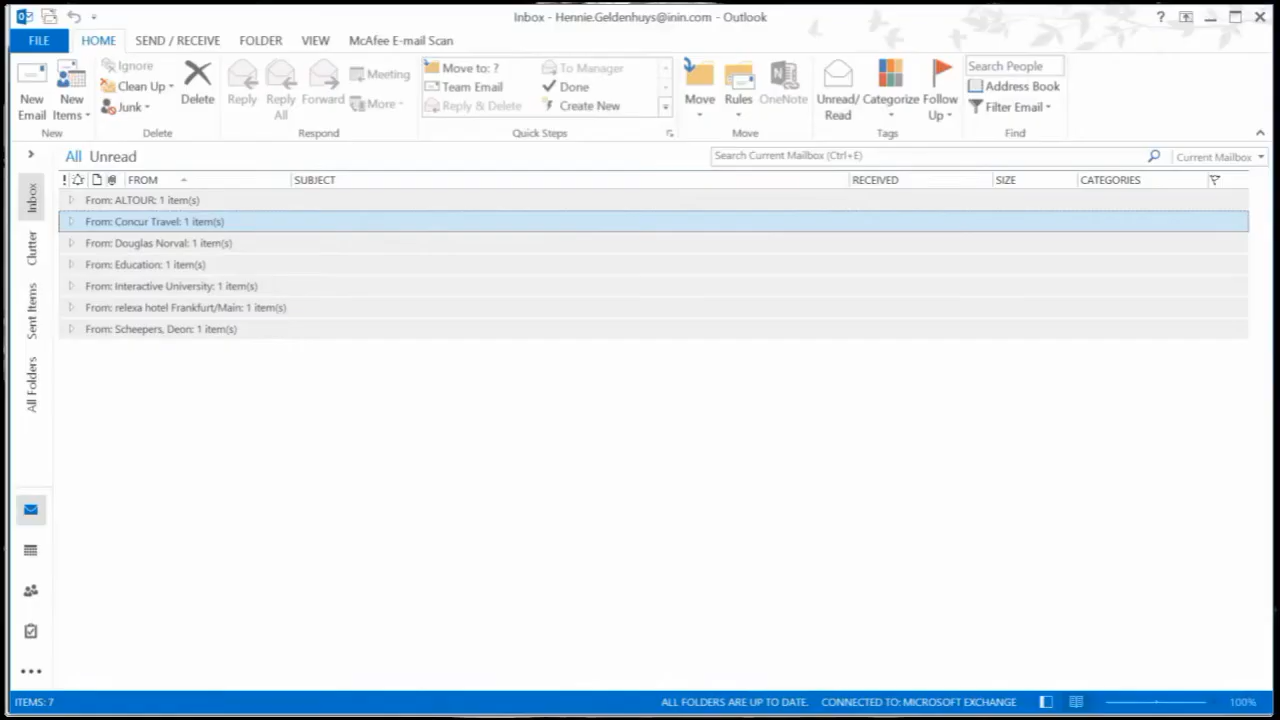 Inbox - Hennie.Geldenhuys@inin.com - Outlook
?
FILE
HOME
SEND / RECEIVE
FOLDER
VIEW
McAfee E-mail Scan
New Email
New Items
New
Ignore
Clean Up
Junk
Delete
Delete
Reply
Reply All
Forward
Meeting
More
Respond
Move to: ?
Team Email
Reply & Delete
To Manager
Done
Create New
Quick Steps
Move
Rules
OneNote
Move
Unread/ Read
Categorize
Follow Up
Tags
Search People
Address Book
Filter Email
Find
All Unread
Search Current Mailbox (Ctrl+E)
Current Mailbox
! FROM SUBJECT RECEIVED SIZE CATEGORIES
From: ALTOUR: 1 item(s)
From: Concur Travel: 1 item(s)
From: Douglas Norval: 1 item(s)
From: Education: 1 item(s)
From: Interactive University: 1 item(s)
From: relexa hotel Frankfurt/Main: 1 item(s)
From: Scheepers, Deon: 1 item(s)
Inbox
Clutter
Sent Items
All Folders
ITEMS: 7
ALL FOLDERS ARE UP TO DATE.
CONNECTED TO: MICROSOFT EXCHANGE
100%